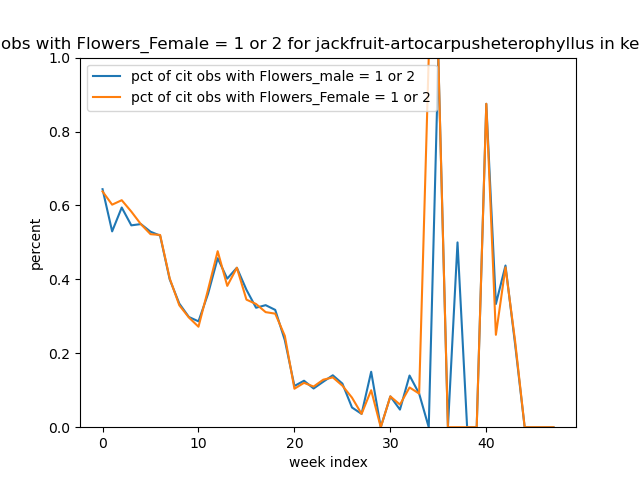 obs with Flowers_Female = 1 or 2 for jackfruit-artocarpusheterophyllus in ke
pct of cit obs with Flowers_male = 1 or 2
pct of cit obs with Flowers_Female = 1 or 2
1.0
0.8
0.6
0.4
0.2
0.0
percent
0
10
20
30
40
week index